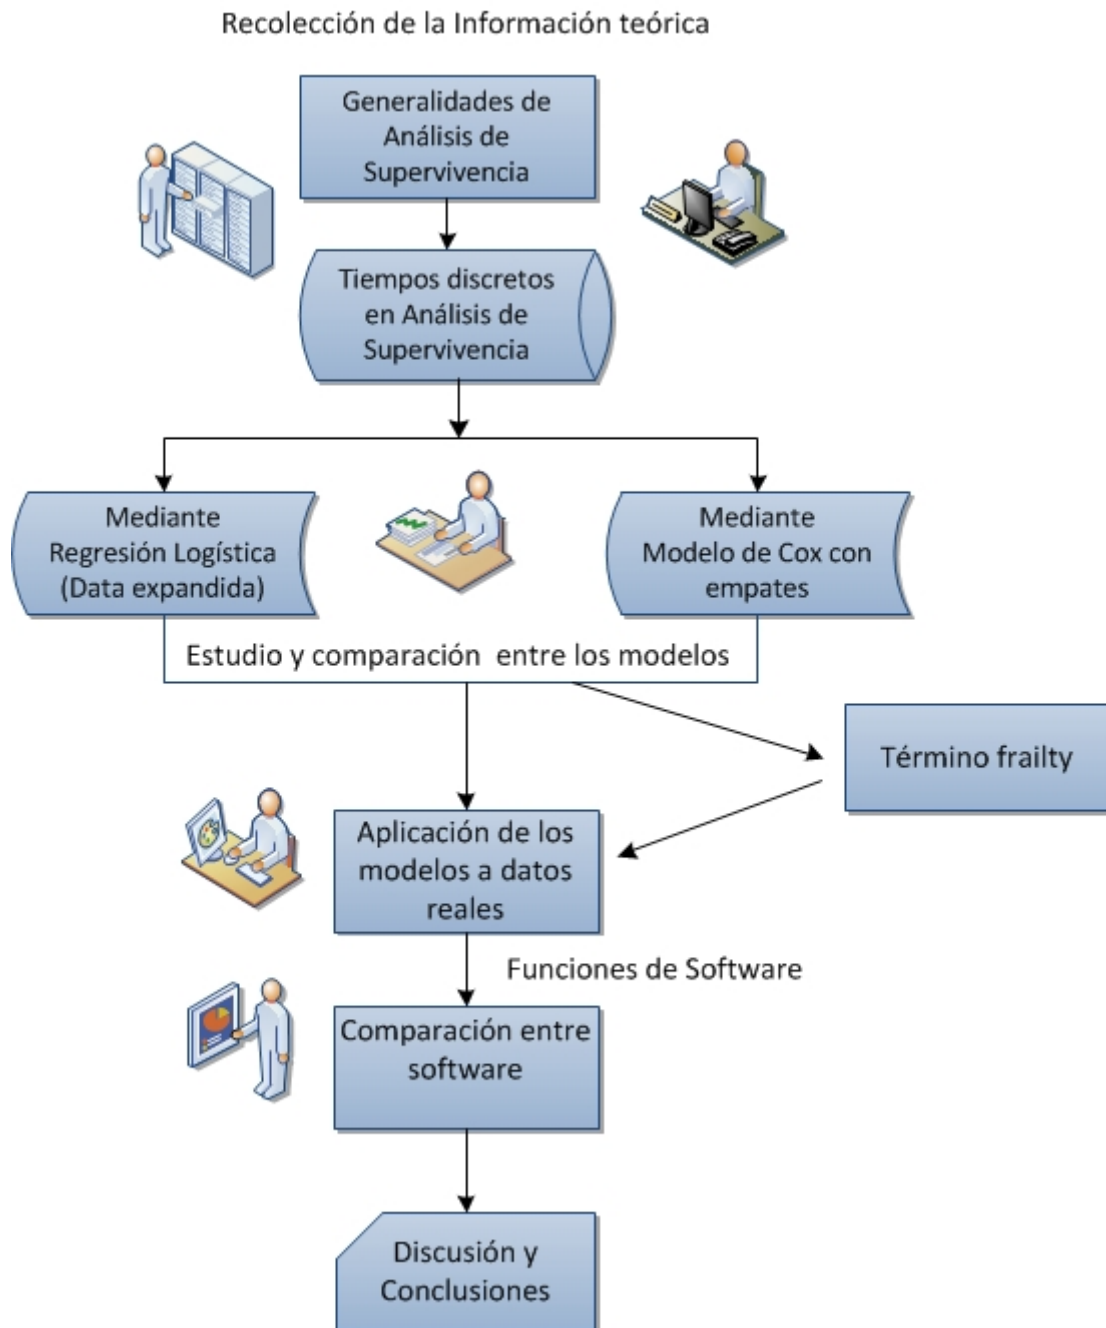 Recolección de la Información teórica
Generalidades de
Análisis de
Supervivencia
Tiempos discretos
en Análisis de
Supervivencia
Mediante
Regresión Logística
(Data expandida)
Mediante
Modelo de Cox con
empates
Estudio y comparación entre los modelos
Término frailty
Aplicación de los
modelos a datos
reales
Funciones de Software
Comparación entre
software
Discusión y
Conclusiones